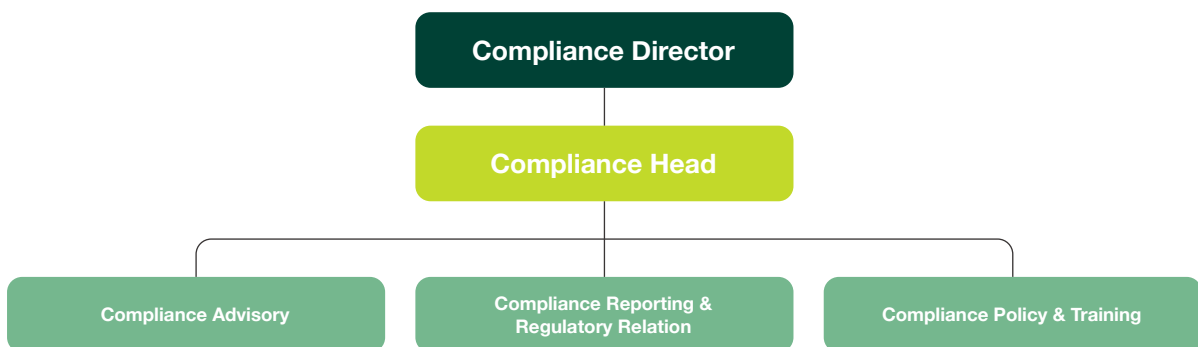 Compliance Director
Compliance Head
Compliance Advisory
Compliance Reporting &
Regulatory Relation
Compliance Policy & Training